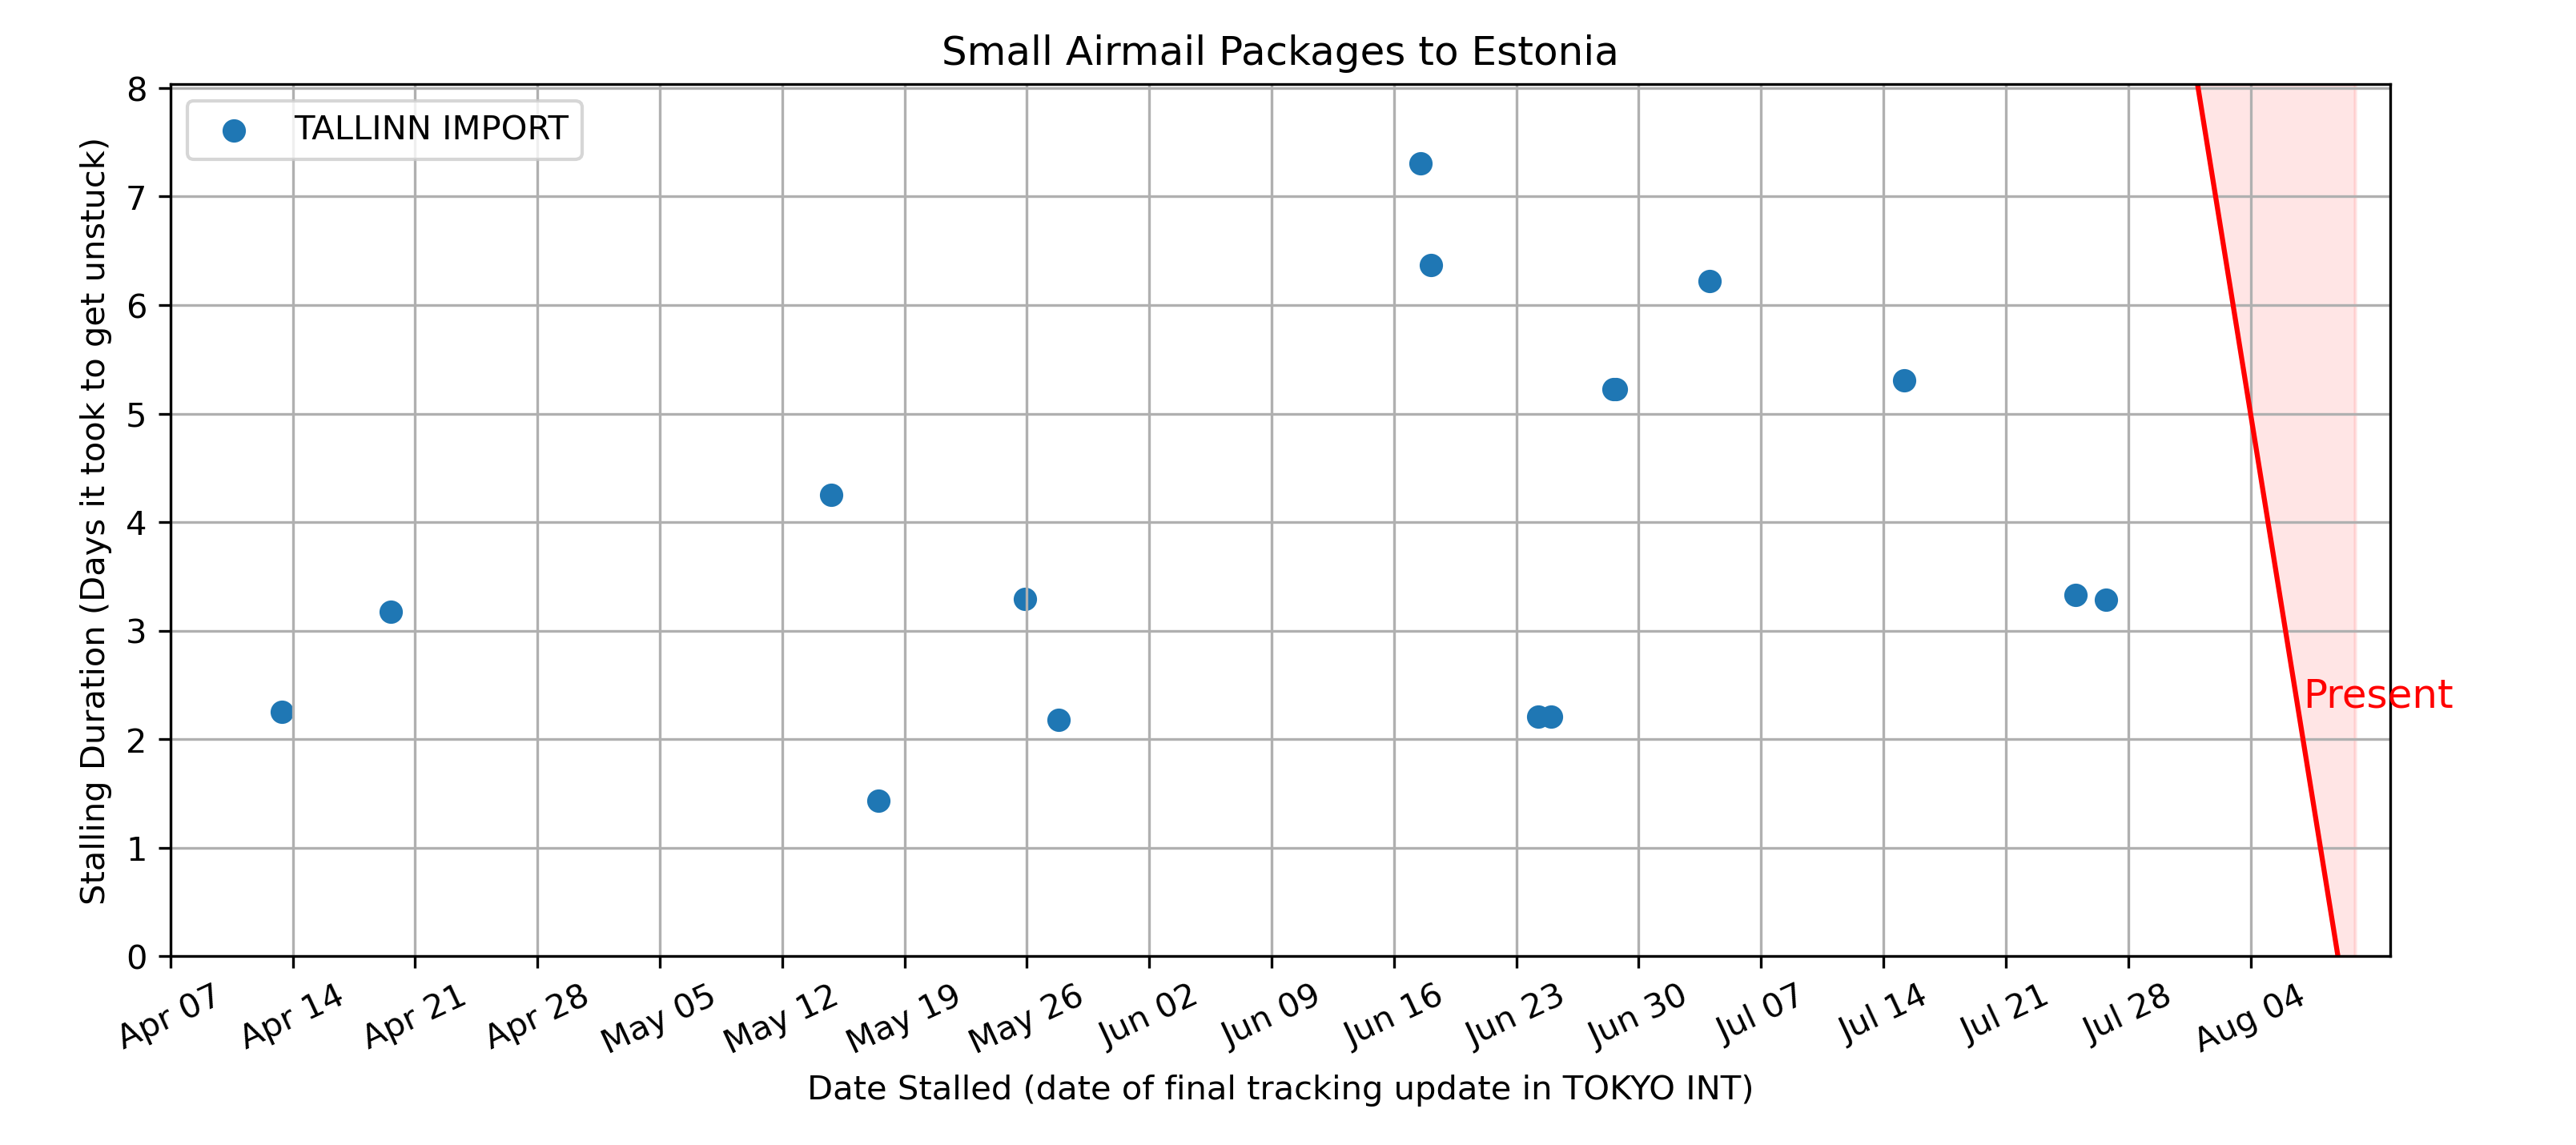 Small Airmail Packages to Estonia
TALLINN IMPORT
Stalling Duration (Days it took to get unstuck)
8
7
6
5
4
3
2
1
0
Present
Apr 07 Apr 14 Apr 21 Apr 28 May 05 May 12 May 19 May 26 Jun 02 Jun 09 Jun 16 Jun 23 Jun 30 Jul 07 Jul 14 Jul 21 Jul 28 Aug 04
Date Stalled (date of final tracking update in TOKYO INT)